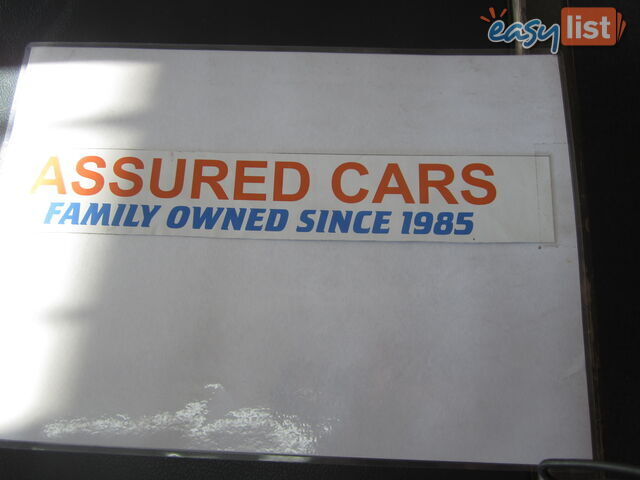 easylist
ASSURED CARS
FAMILY OWNED SINCE 1985